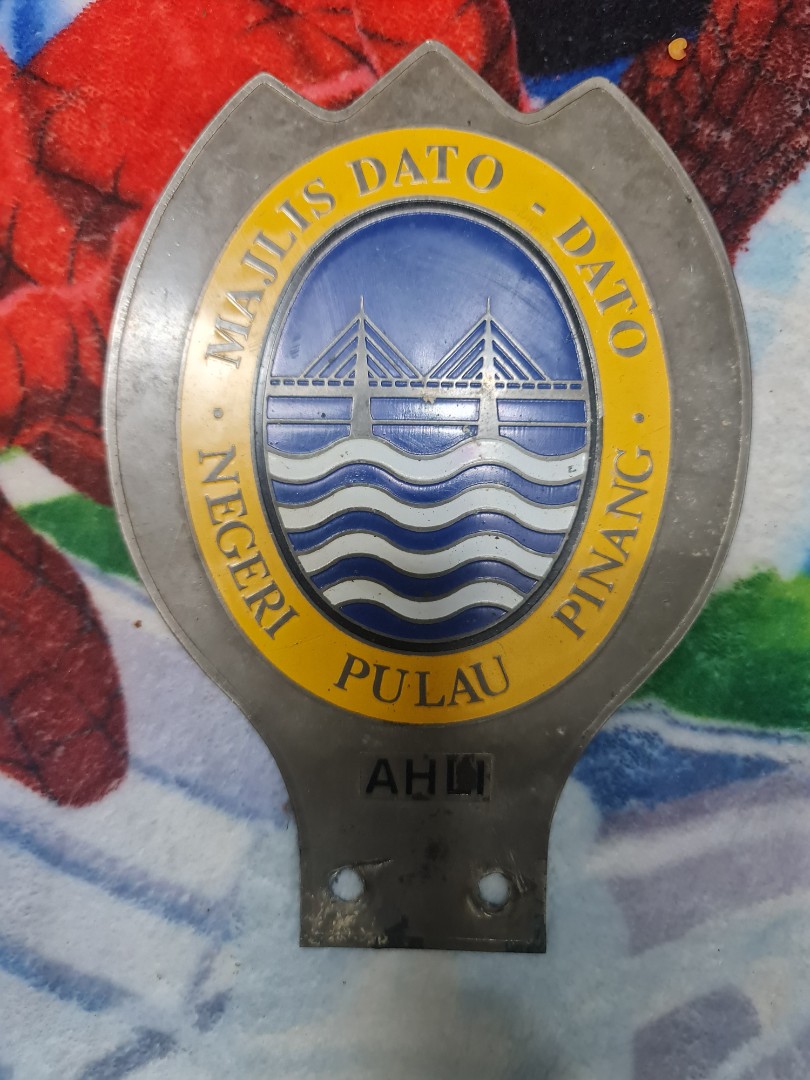 MAJLIS DATO - DATO
• NEGERI PULAU PINANG •
AHLI